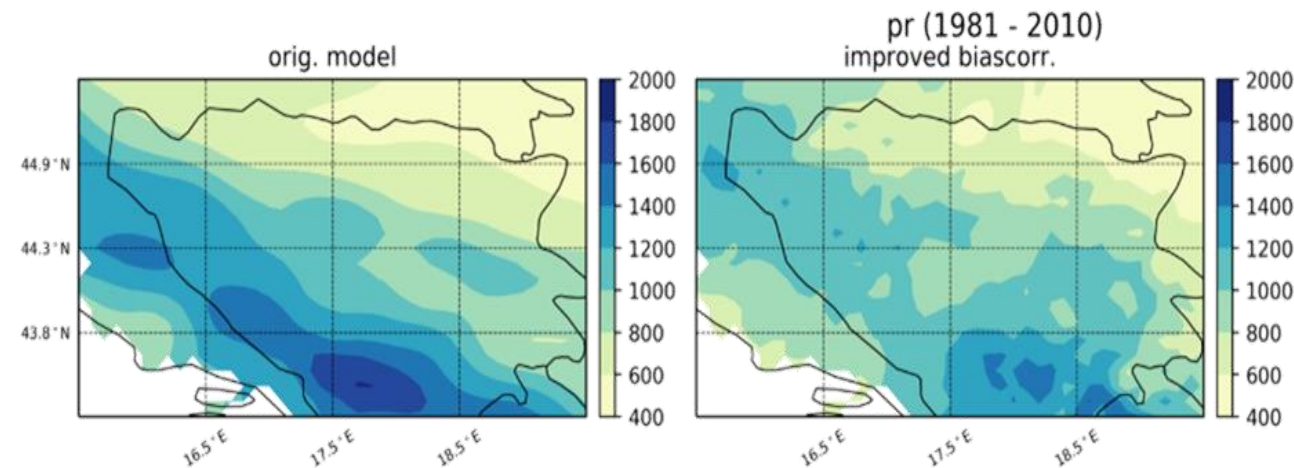 pr (1981 - 2010)
orig. model
improved biascorr.
44.9°N
44.3°N
43.8°N
16.5°E
17.5°E
18.5°E
2000
1800
1600
1400
1200
1000
800
600
400
16.5°E
17.5°E
18.5°E
2000
1800
1600
1400
1200
1000
800
600
400